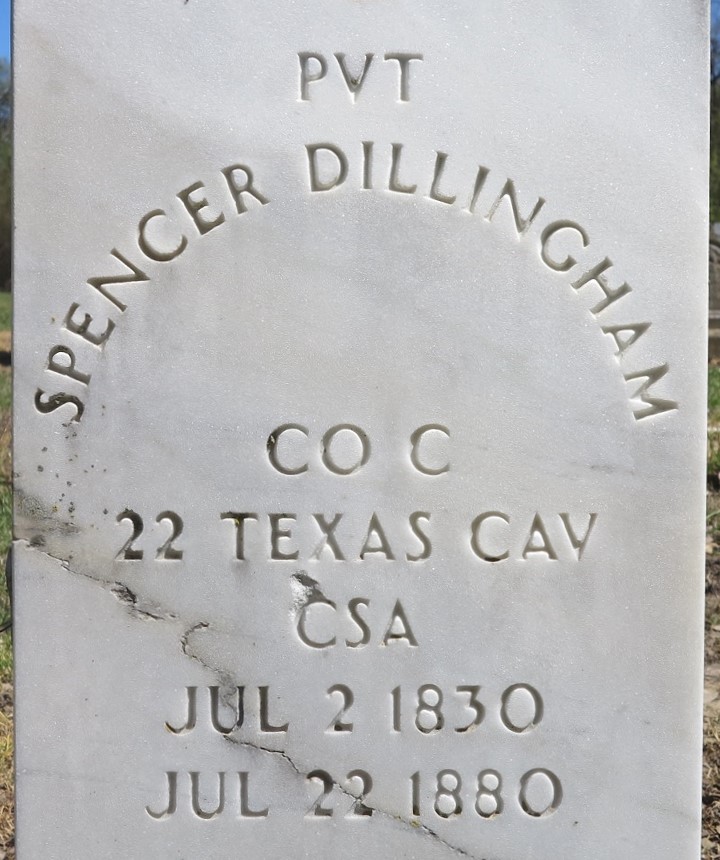 PVT
SPENCER DILLINGHAM
CO C
22 TEXAS CAV
CSA
JUL 2 1830
JUL 22 1880